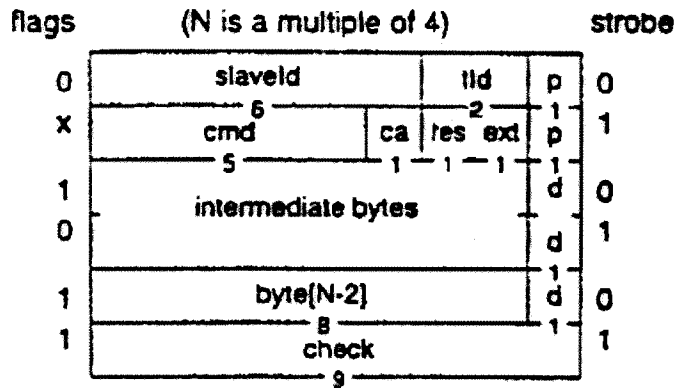 flags (N is a multiple of 4) strobe
0 slaveId tId p 0
6 2 1
x cmd ca res ext p 1
5 1 1 1 1
1 d 0
intermediate bytes
0 d 1
1
1 byte[N-2] d 0
8 1
1 check 1
9